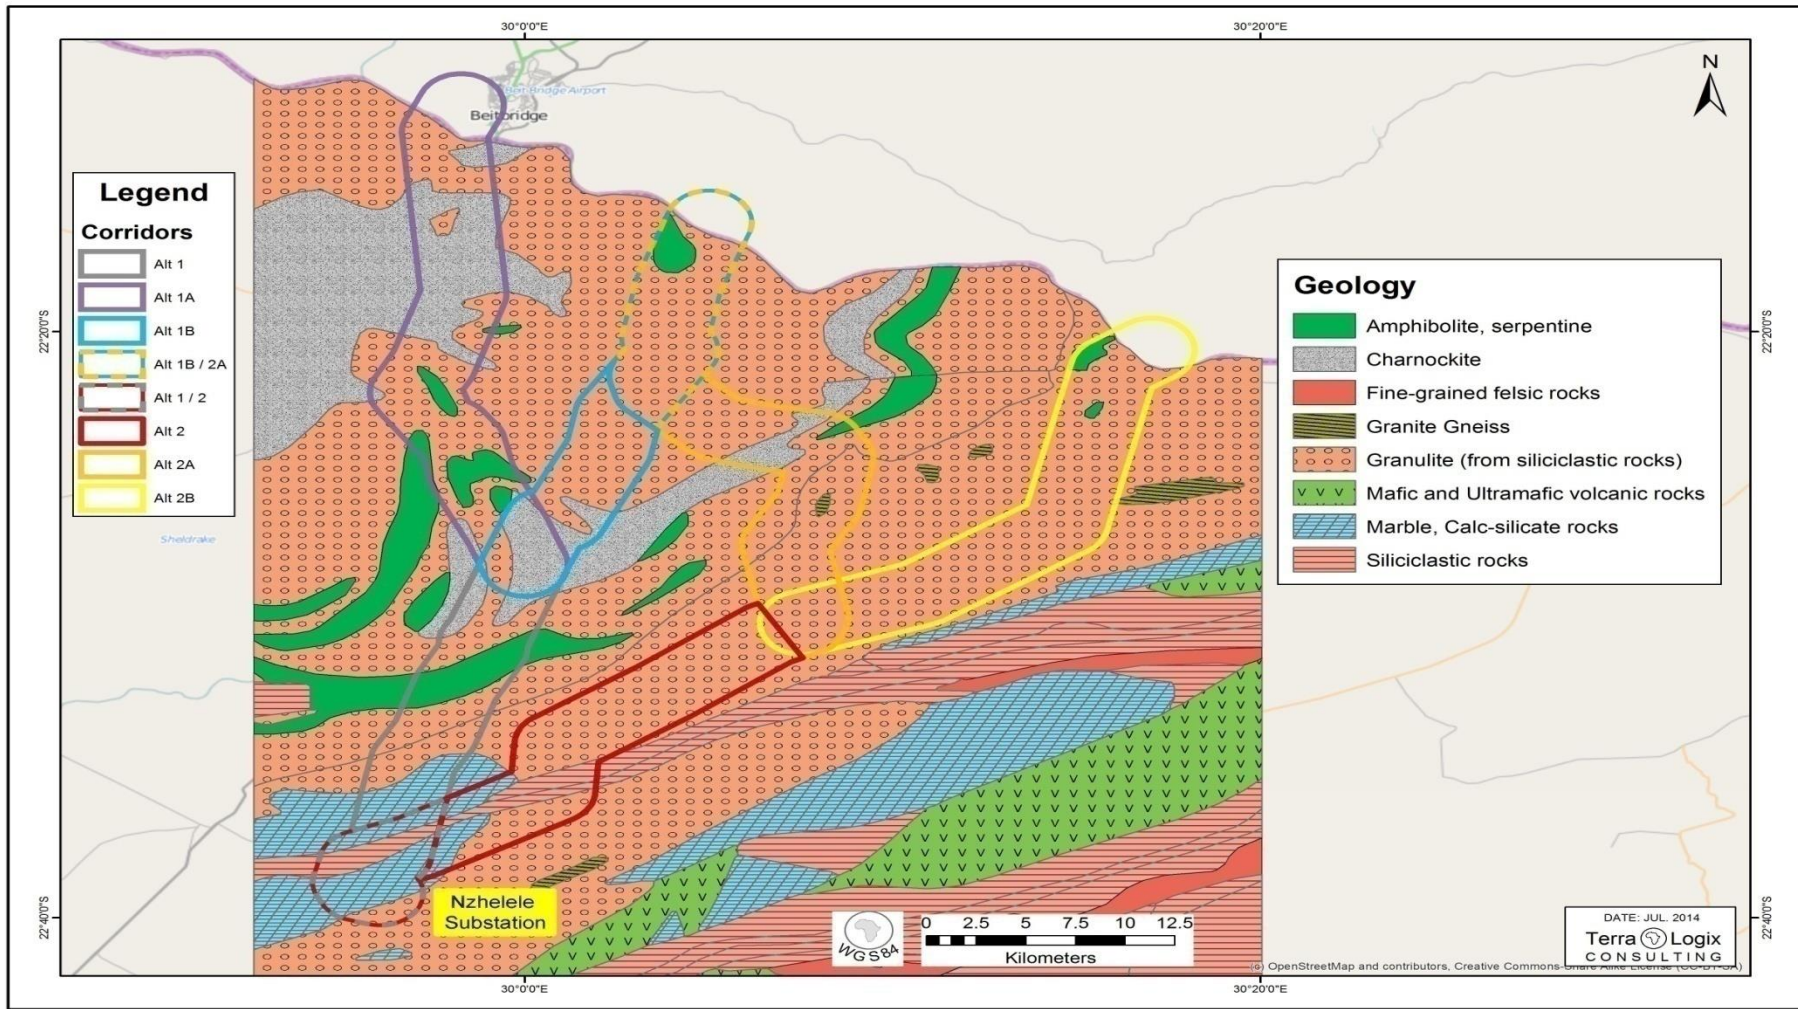 30°0'0"E
30°20'0"E
N
Beit Bridge Airport
Beitbridge
Legend
Corridors
Alt 1
Alt 1A
Alt 1B
Alt 1B / 2A
Alt 1 / 2
Alt 2
Alt 2A
Alt 2B
Geology
Amphibolite, serpentine
Charnockite
Fine-grained felsic rocks
Granite Gneiss
Granulite (from siliciclastic rocks)
Mafic and Ultramafic volcanic rocks
Marble, Calc-silicate rocks
Siliciclastic rocks
22°20'0"S
22°20'0"S
Sheldrake
Nzhelele
Substation
22°40'0"S
22°40'0"S
WGS84
0 2.5 5 7.5 10 12.5
Kilometers
DATE: JUL. 2014
Terra Logix
CONSULTING
(c) OpenStreetMap and contributors, Creative Commons-Share Alike License (CC-BY-SA)
30°0'0"E
30°20'0"E